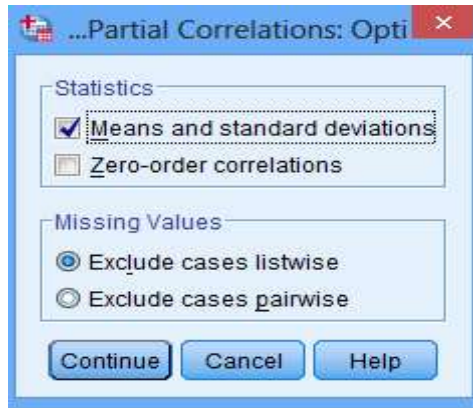 ...Partial Correlations: Opti
Statistics
Means and standard deviations
Zero-order correlations
Missing Values
Exclude cases listwise
Exclude cases pairwise
Continue Cancel Help